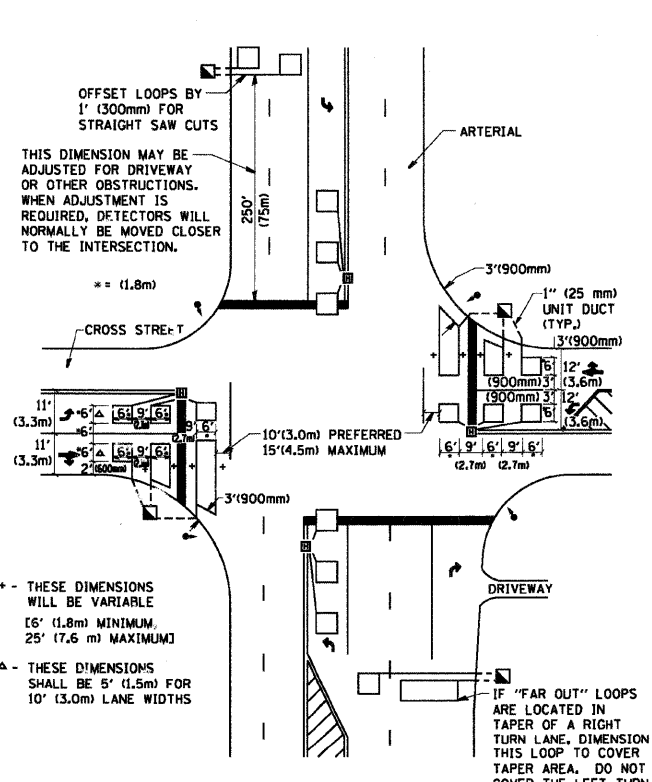 OFFSET LOOPS BY
1' (300mm) FOR
STRAIGHT SAW CUTS
ARTERIAL
THIS DIMENSION MAY BE
ADJUSTED FOR DRIVEWAY
OR OTHER OBSTRUCTIONS.
WHEN ADJUSTMENT IS
REQUIRED, DETECTORS WILL
NORMALLY BE MOVED CLOSER
TO THE INTERSECTION.
250'
(75m)
* = (1.8m)
3'(900mm)
1" (25 mm)
UNIT DUCT
(TYP.)
CROSS STREET
3'(900mm)
*6'
12'
(3.6m)
(900mm) 3'
(900mm) 3'
12'
*6'
(3.6m)
H
H
H
H
11'
(3.3m)
*6'
6' 9' 6'
*6'
9' 6'
(2.7m)
11'
(3.3m)
*6'
6' 9' 6'
2' (600mm)
10'(3.0m) PREFERRED
15'(4.5m) MAXIMUM
6' 9' 6' 9' 6'
(2.7m) (2.7m)
3'(900mm)
+ - THESE DIMENSIONS
WILL BE VARIABLE
[6' (1.8m) MINIMUM,
25' (7.6 m) MAXIMUM]
DRIVEWAY
△ - THESE DIMENSIONS
SHALL BE 5' (1.5m) FOR
10' (3.0m) LANE WIDTHS
IF "FAR OUT" LOOPS
ARE LOCATED IN
TAPER OF A RIGHT
TURN LANE, DIMENSION
THIS LOOP TO COVER
TAPER AREA. DO NOT
COVER THE LEFT TURN